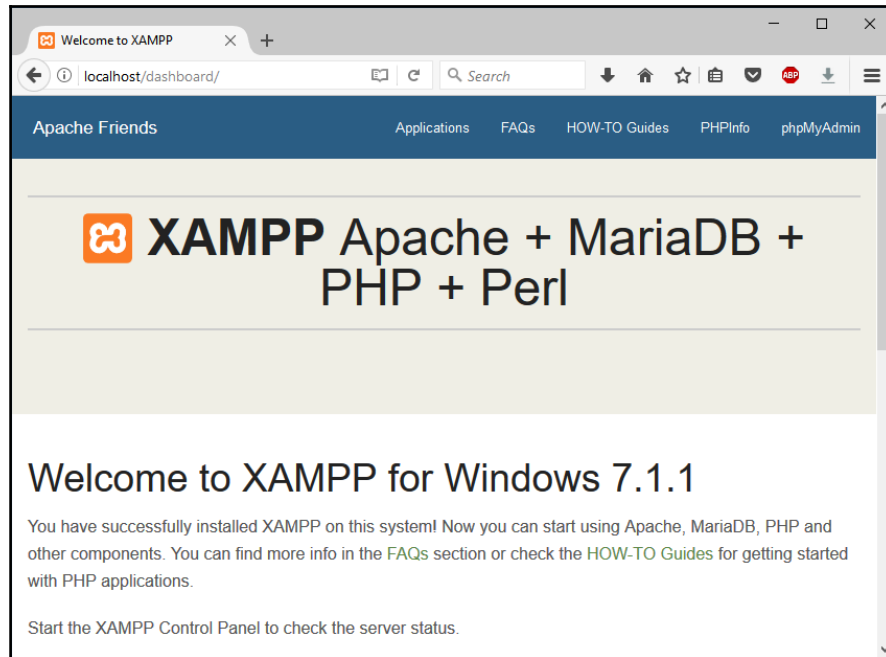 Welcome to XAMPP
localhost/dashboard/
Search
ABP
Apache Friends
Applications FAQs HOW-TO Guides PHPInfo phpMyAdmin
XAMPP Apache + MariaDB +
PHP + Perl
Welcome to XAMPP for Windows 7.1.1
You have successfully installed XAMPP on this system! Now you can start using Apache, MariaDB, PHP and
other components. You can find more info in the FAQs section or check the HOW-TO Guides for getting started
with PHP applications.
Start the XAMPP Control Panel to check the server status.